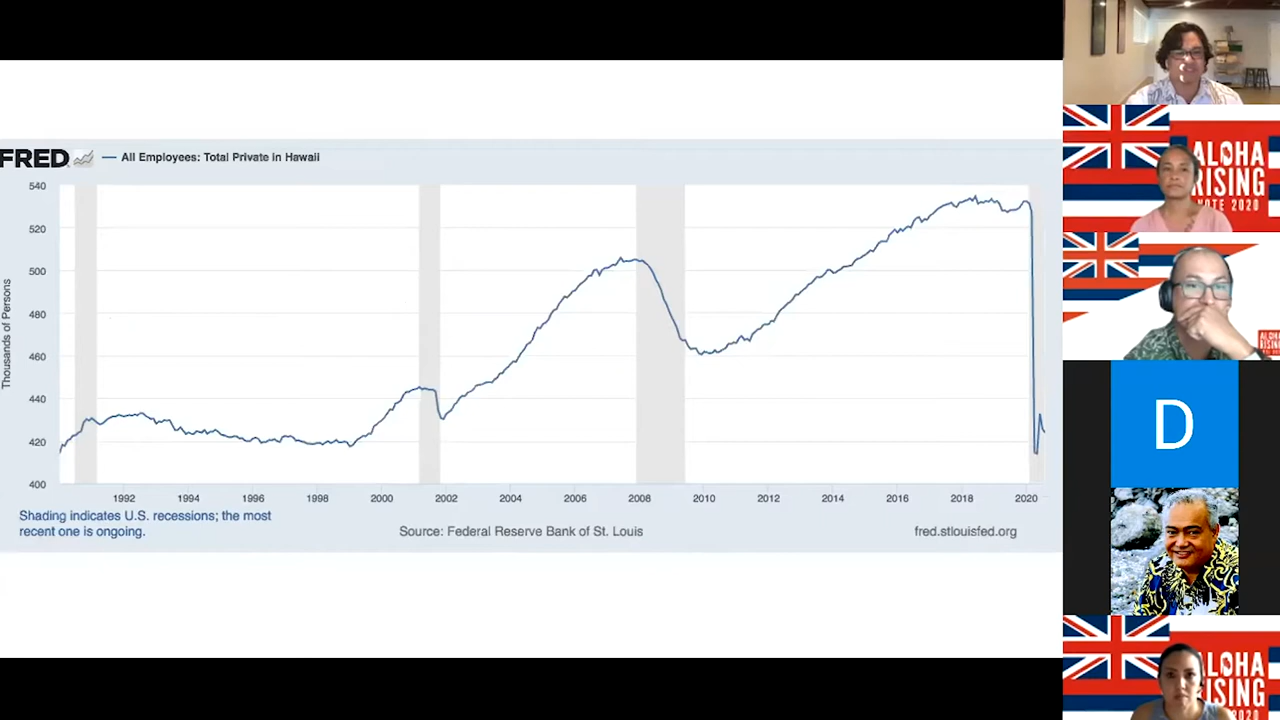 FRED
All Employees: Total Private in Hawaii
540
520
500
480
460
440
420
400
Thousands of Persons
1992 1994 1996 1998 2000 2002 2004 2006 2008 2010 2012 2014 2016 2018 2020
Shading indicates U.S. recessions; the most
recent one is ongoing.
Source: Federal Reserve Bank of St. Louis
fred.stlouisfed.org
ALOHA
RISING
VOTE 2020
ALOHA
RISING
D
ALOHA
RISING
2020